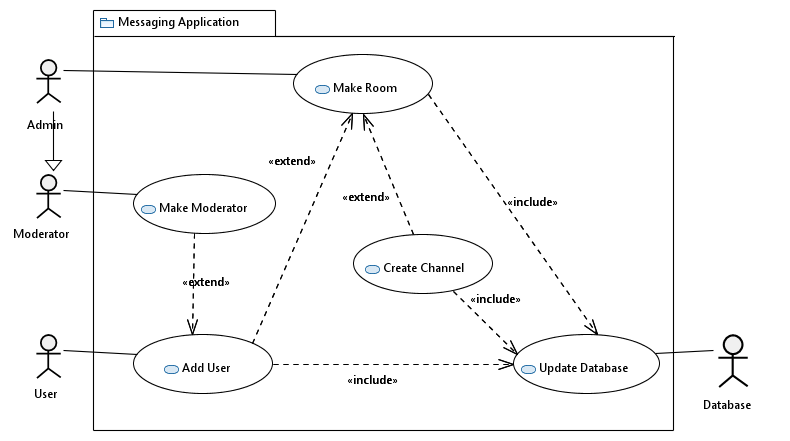 Messaging Application
Admin
Make Room
«extend»
Moderator
Make Moderator
«extend»
«include»
Create Channel
«extend»
«include»
User
Add User
Update Database
«include»
Database